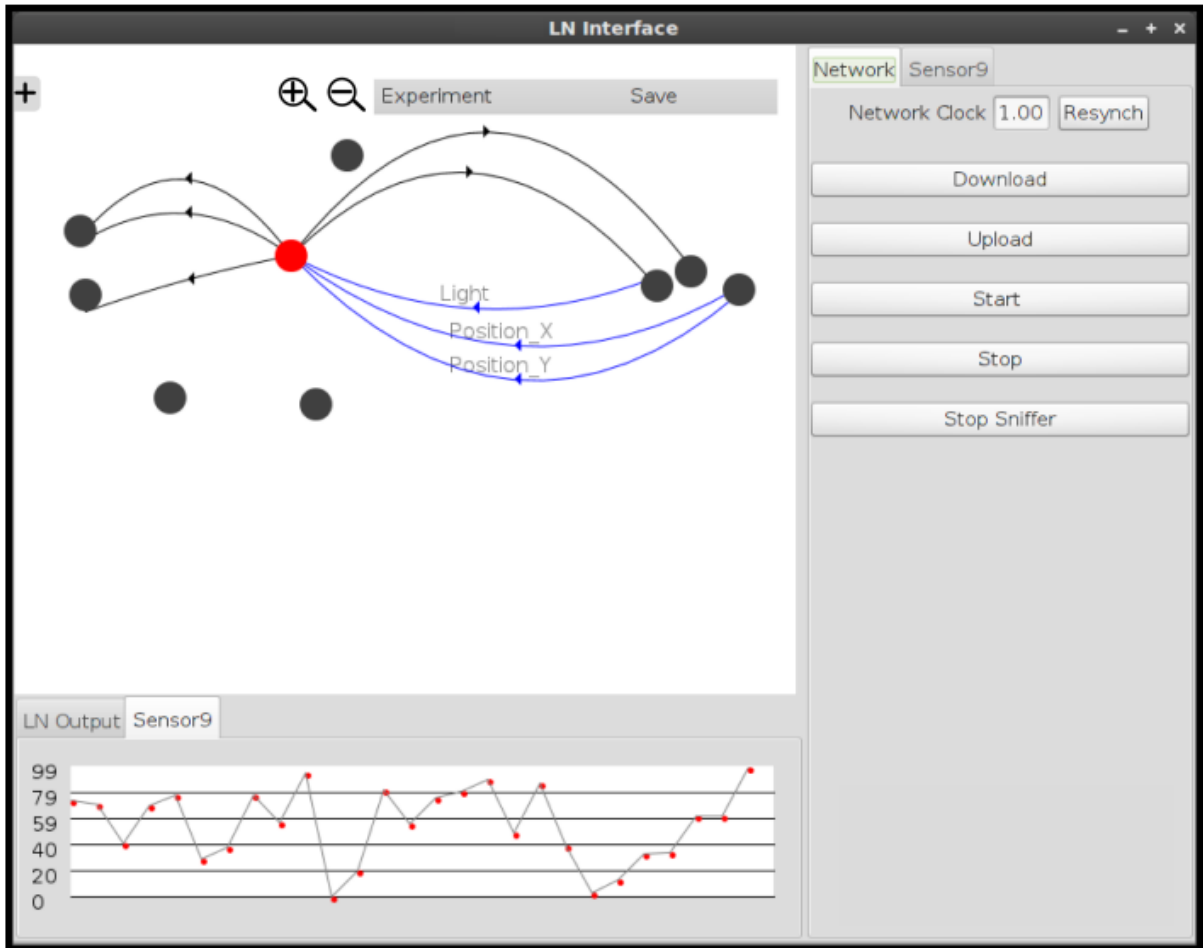 LN Interface
Network Sensor9
Experiment Save
Network Clock 1.00 Resynch
Download
Upload
Start
Stop
Stop Sniffer
Light
Position_X
Position_Y
LN Output Sensor9
99
79
59
40
20
0